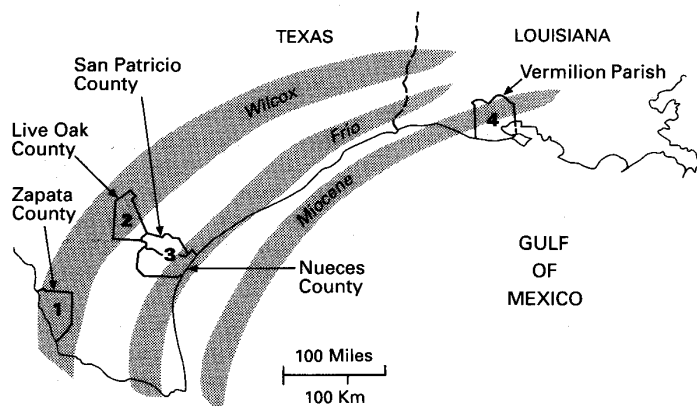 TEXAS
LOUISIANA
San Patricio
County
Vermilion Parish
Wilcox
Live Oak
County
Frio
4
Zapata
County
Miocene
2
3
GULF
OF
MEXICO
Nueces
County
1
100 Miles
100 Km